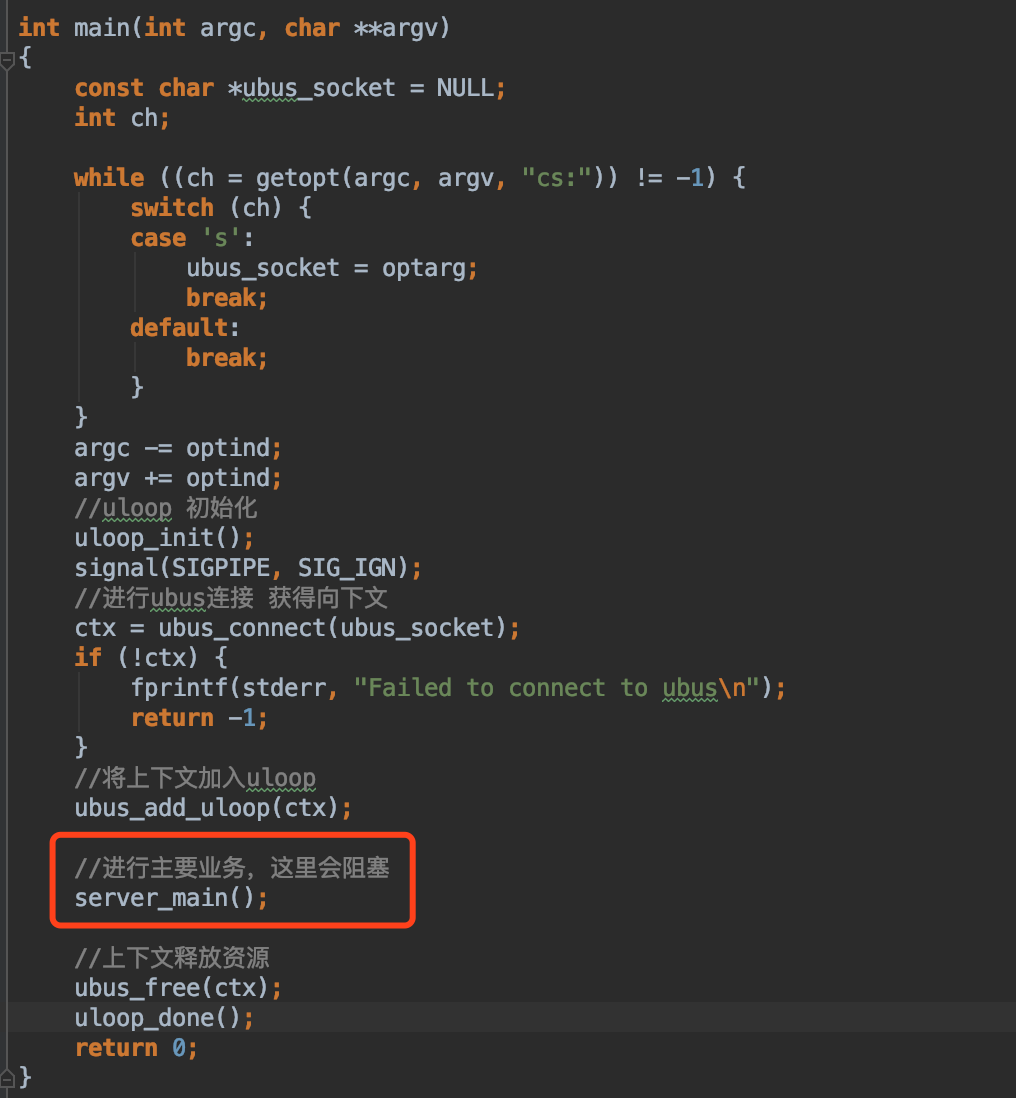 int main(int argc, char **argv)
{
    const char *ubus_socket = NULL;
    int ch;

    while ((ch = getopt(argc, argv, "cs:")) != -1) {
        switch (ch) {
        case 's':
            ubus_socket = optarg;
            break;
        default:
            break;
        }
    }
    argc -= optind;
    argv += optind;
    //uloop 初始化
    uloop_init();
    signal(SIGPIPE, SIG_IGN);
    //进行ubus连接 获得向下文
    ctx = ubus_connect(ubus_socket);
    if (!ctx) {
        fprintf(stderr, "Failed to connect to ubus\n");
        return -1;
    }
    //将上下文加入uloop
    ubus_add_uloop(ctx);

    //进行主要业务，这里会阻塞
    server_main();

    //上下文释放资源
    ubus_free(ctx);
    uloop_done();
    return 0;
}